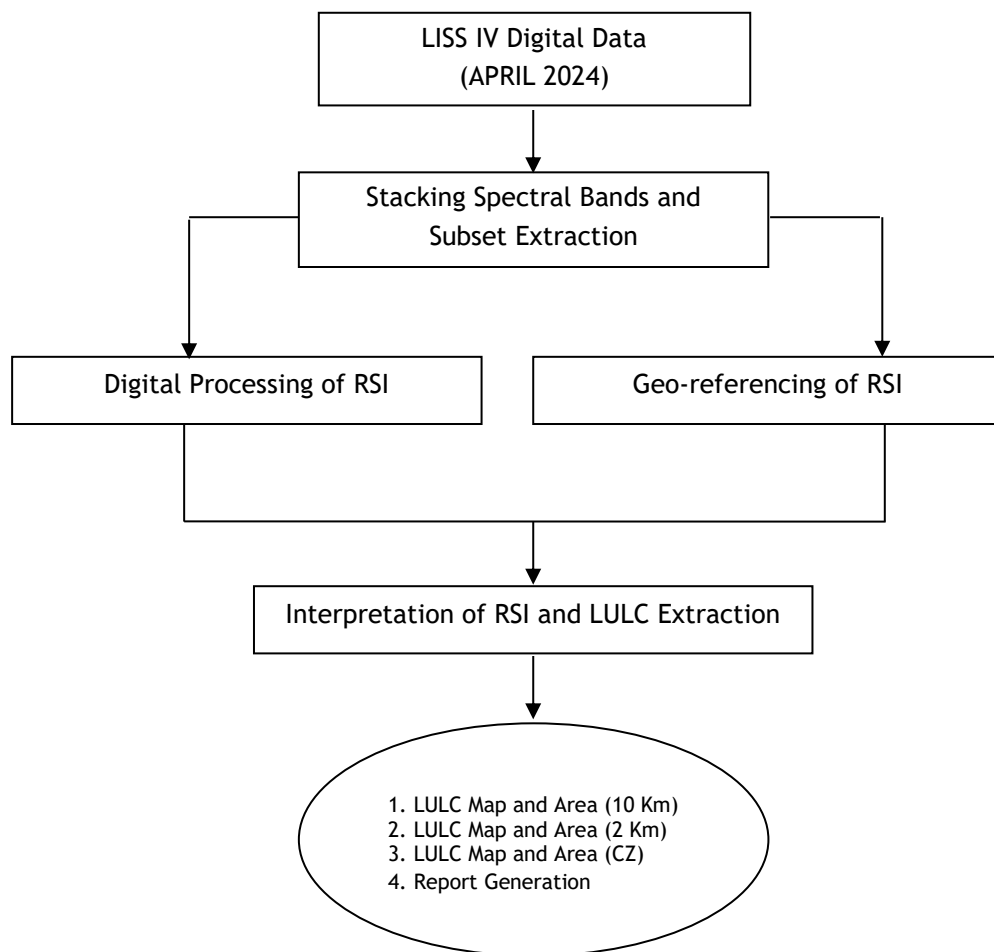 LISS IV Digital Data
(APRIL 2024)
Stacking Spectral Bands and
Subset Extraction
Digital Processing of RSI
Geo-referencing of RSI
Interpretation of RSI and LULC Extraction
1. LULC Map and Area (10 Km)
2. LULC Map and Area (2 Km)
3. LULC Map and Area (CZ)
4. Report Generation